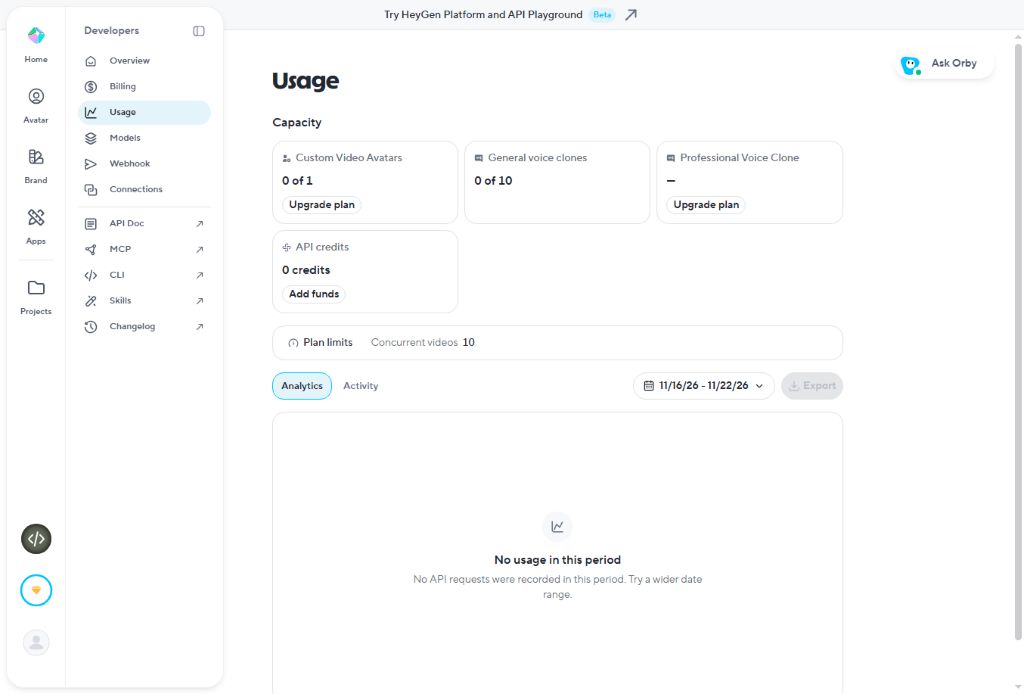 Try HeyGen Platform and API Playground Beta
Home
Avatar
Brand
Apps
Projects
Developers
Overview
Billing
Usage
Models
Webhook
Connections
API Doc
MCP
CLI
Skills
Changelog
Ask Orby
Usage
Capacity
Custom Video Avatars
0 of 1
Upgrade plan
General voice clones
0 of 10
Professional Voice Clone
–
Upgrade plan
API credits
0 credits
Add funds
Plan limits Concurrent videos 10
Analytics Activity 11/16/26 - 11/22/26 Export
No usage in this period
No API requests were recorded in this period. Try a wider date
range.